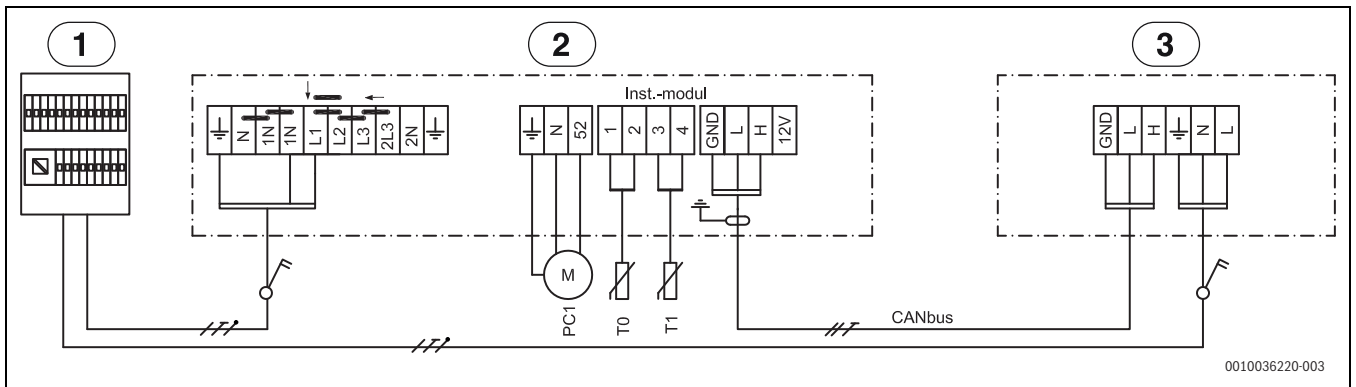 1
2
3
Inst.-modul
N
1N
1N
L1
L2
L3
2L3
2N
N
52
1
2
3
4
GND
L
H
12V
GND
L
H
N
L
M
PC1
T0
T1
CANbus
0010036220-003